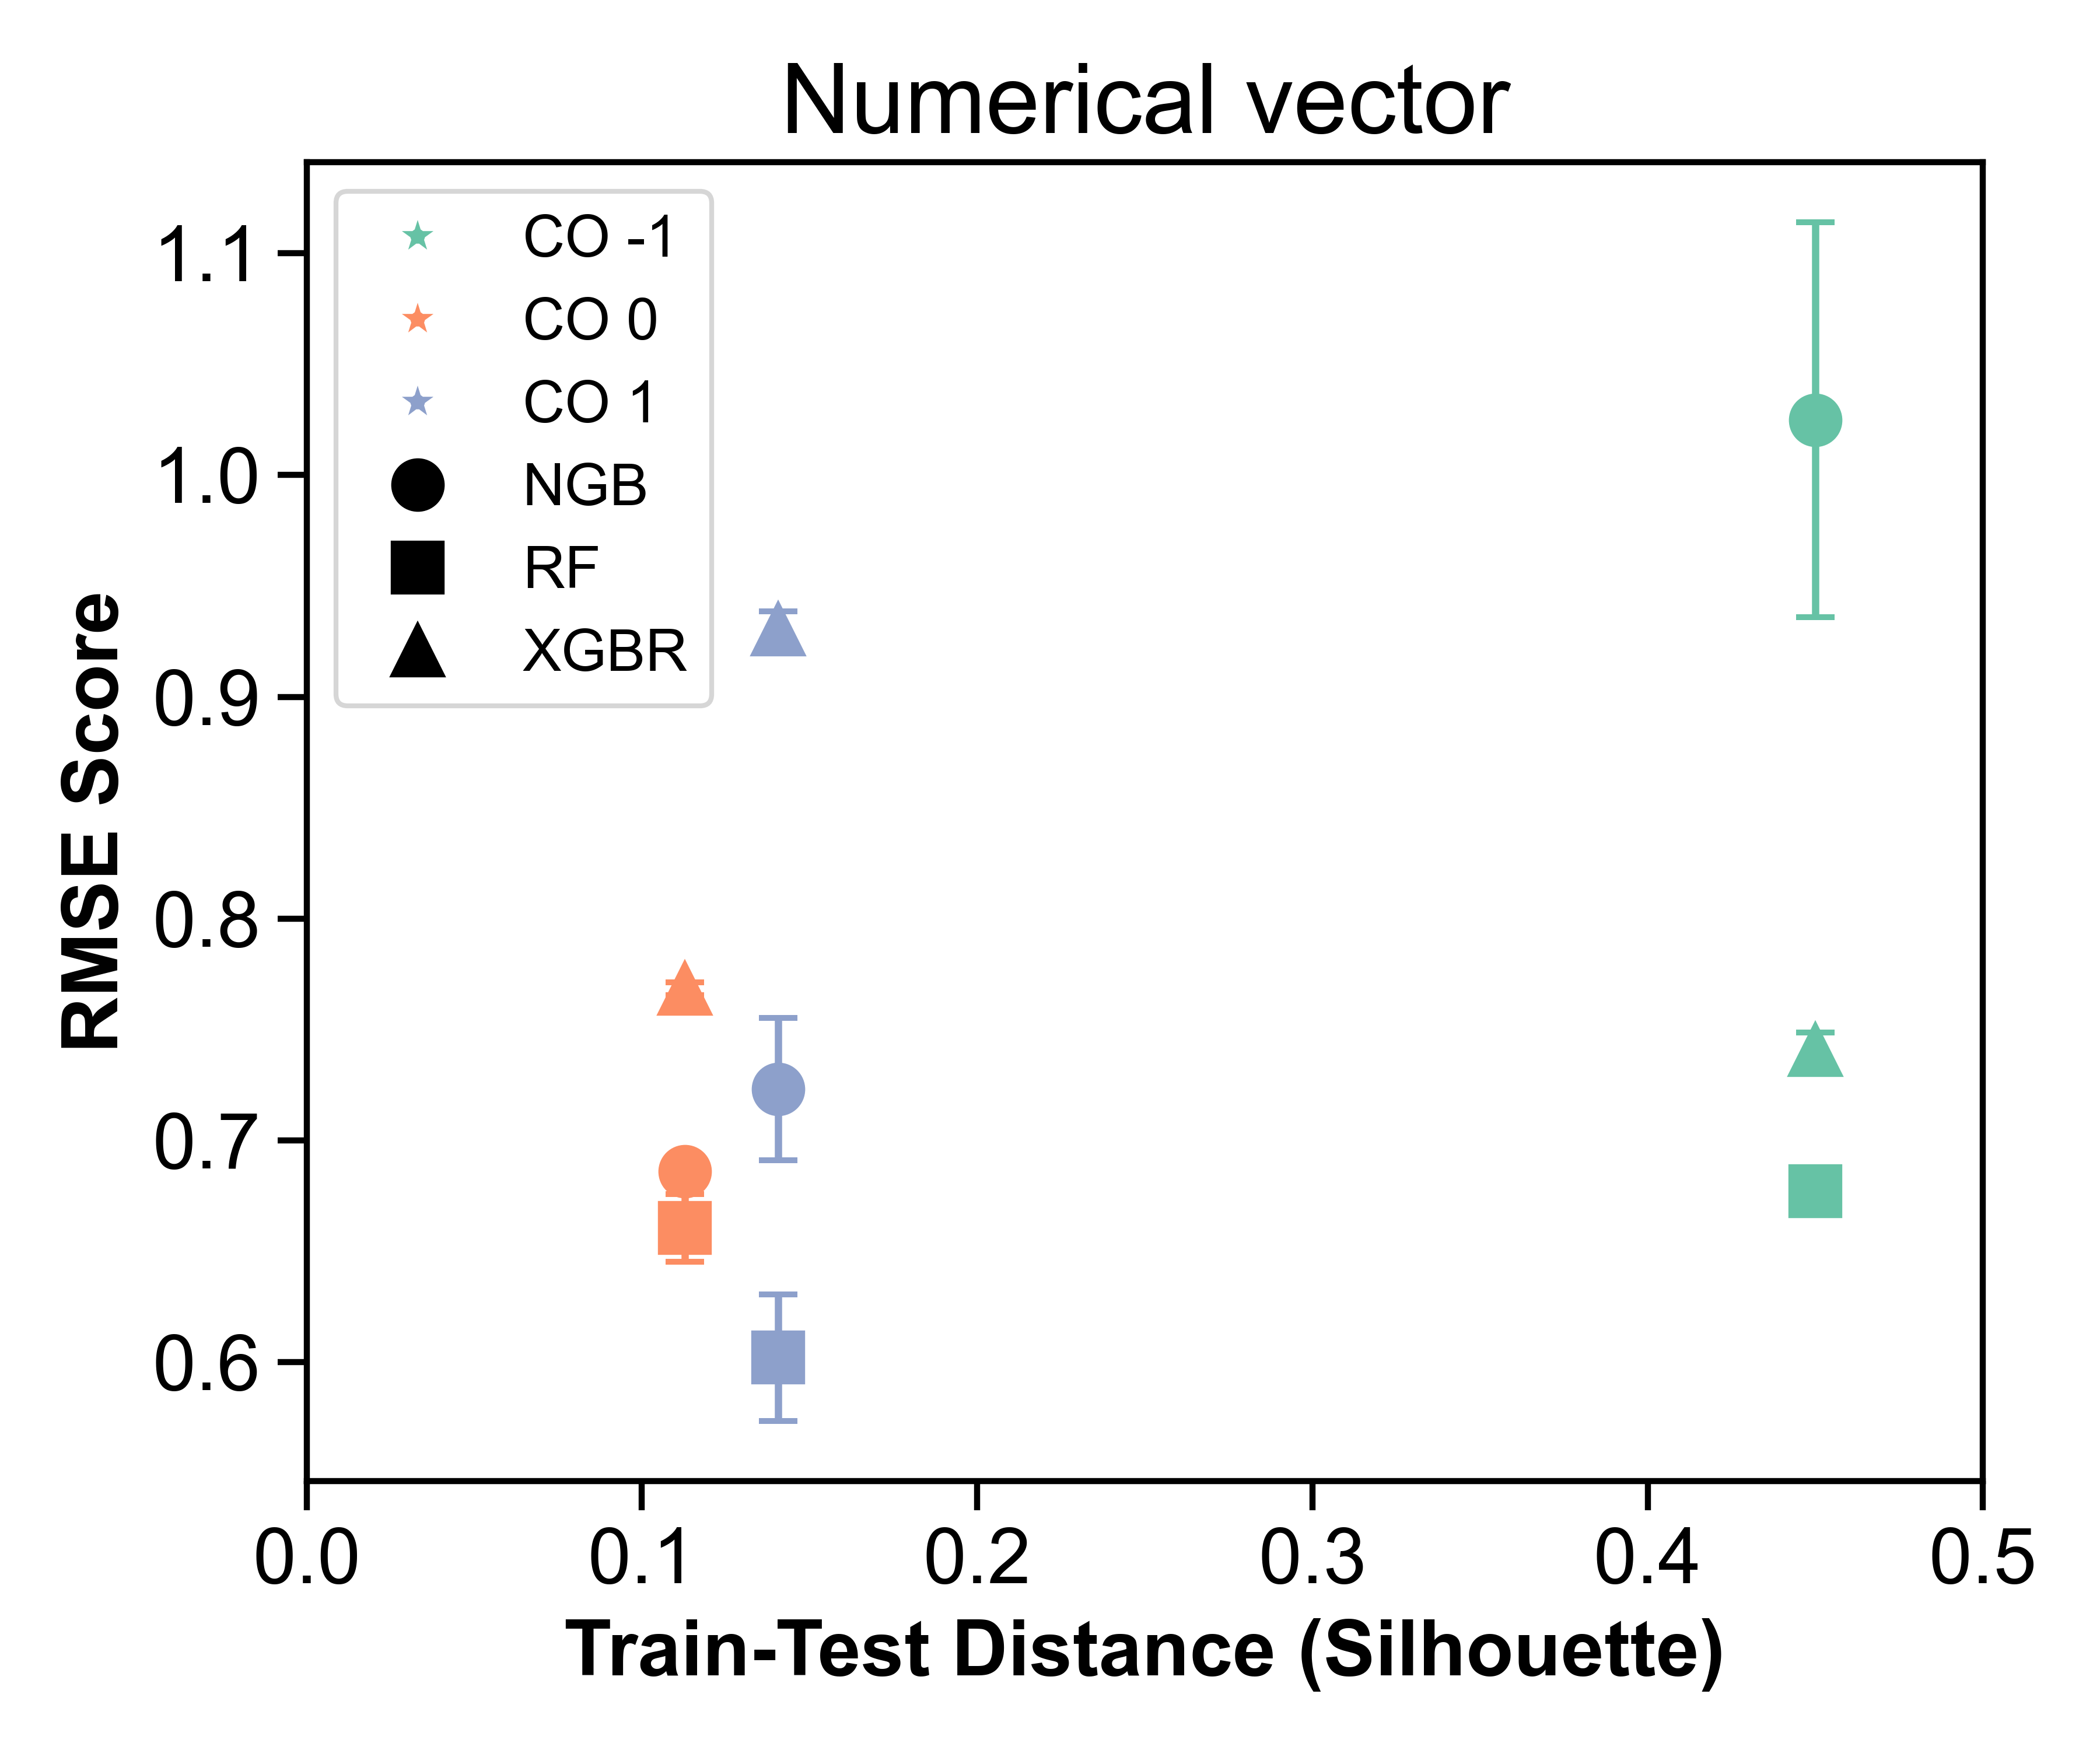 Numerical vector
CO -1
CO 0
CO 1
NGB
RF
XGBR
RMSE Score
1.1
1.0
0.9
0.8
0.7
0.6
0.0 0.1 0.2 0.3 0.4 0.5
Train-Test Distance (Silhouette)